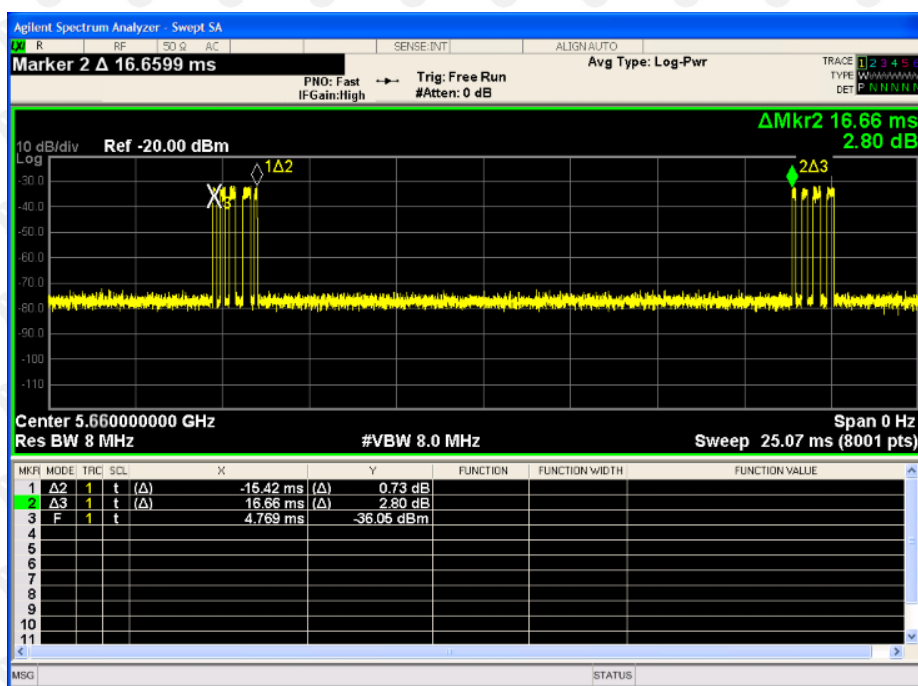 Agilent Spectrum Analyzer - Swept SA
LXI R RF 50 Ω AC SENSE:INT ALIGN AUTO
Marker 2 Δ 16.6599 ms
Avg Type: Log-Pwr
TRACE 1 2 3 4 5 6
PNO: Fast Trig: Free Run
TYPE W
IFGain:High #Atten: 0 dB
DET P N N N N N
ΔMkr2 16.66 ms
2.80 dB
10 dB/div Ref -20.00 dBm
Log
1Δ2
2Δ3
-30.0
X3
-40.0
-50.0
-60.0
-70.0
-80.0
-90.0
-100
-110
Center 5.660000000 GHz Span 0 Hz
Res BW 8 MHz #VBW 8.0 MHz Sweep 25.07 ms (8001 pts)
MKR MODE TRC SCL X Y FUNCTION FUNCTION WIDTH FUNCTION VALUE
1 Δ2 1 t (Δ) -15.42 ms (Δ) 0.73 dB
2 Δ3 1 t (Δ) 16.66 ms (Δ) 2.80 dB
3 F 1 t 4.769 ms -36.05 dBm
4
5
6
7
8
9
10
11
MSG STATUS